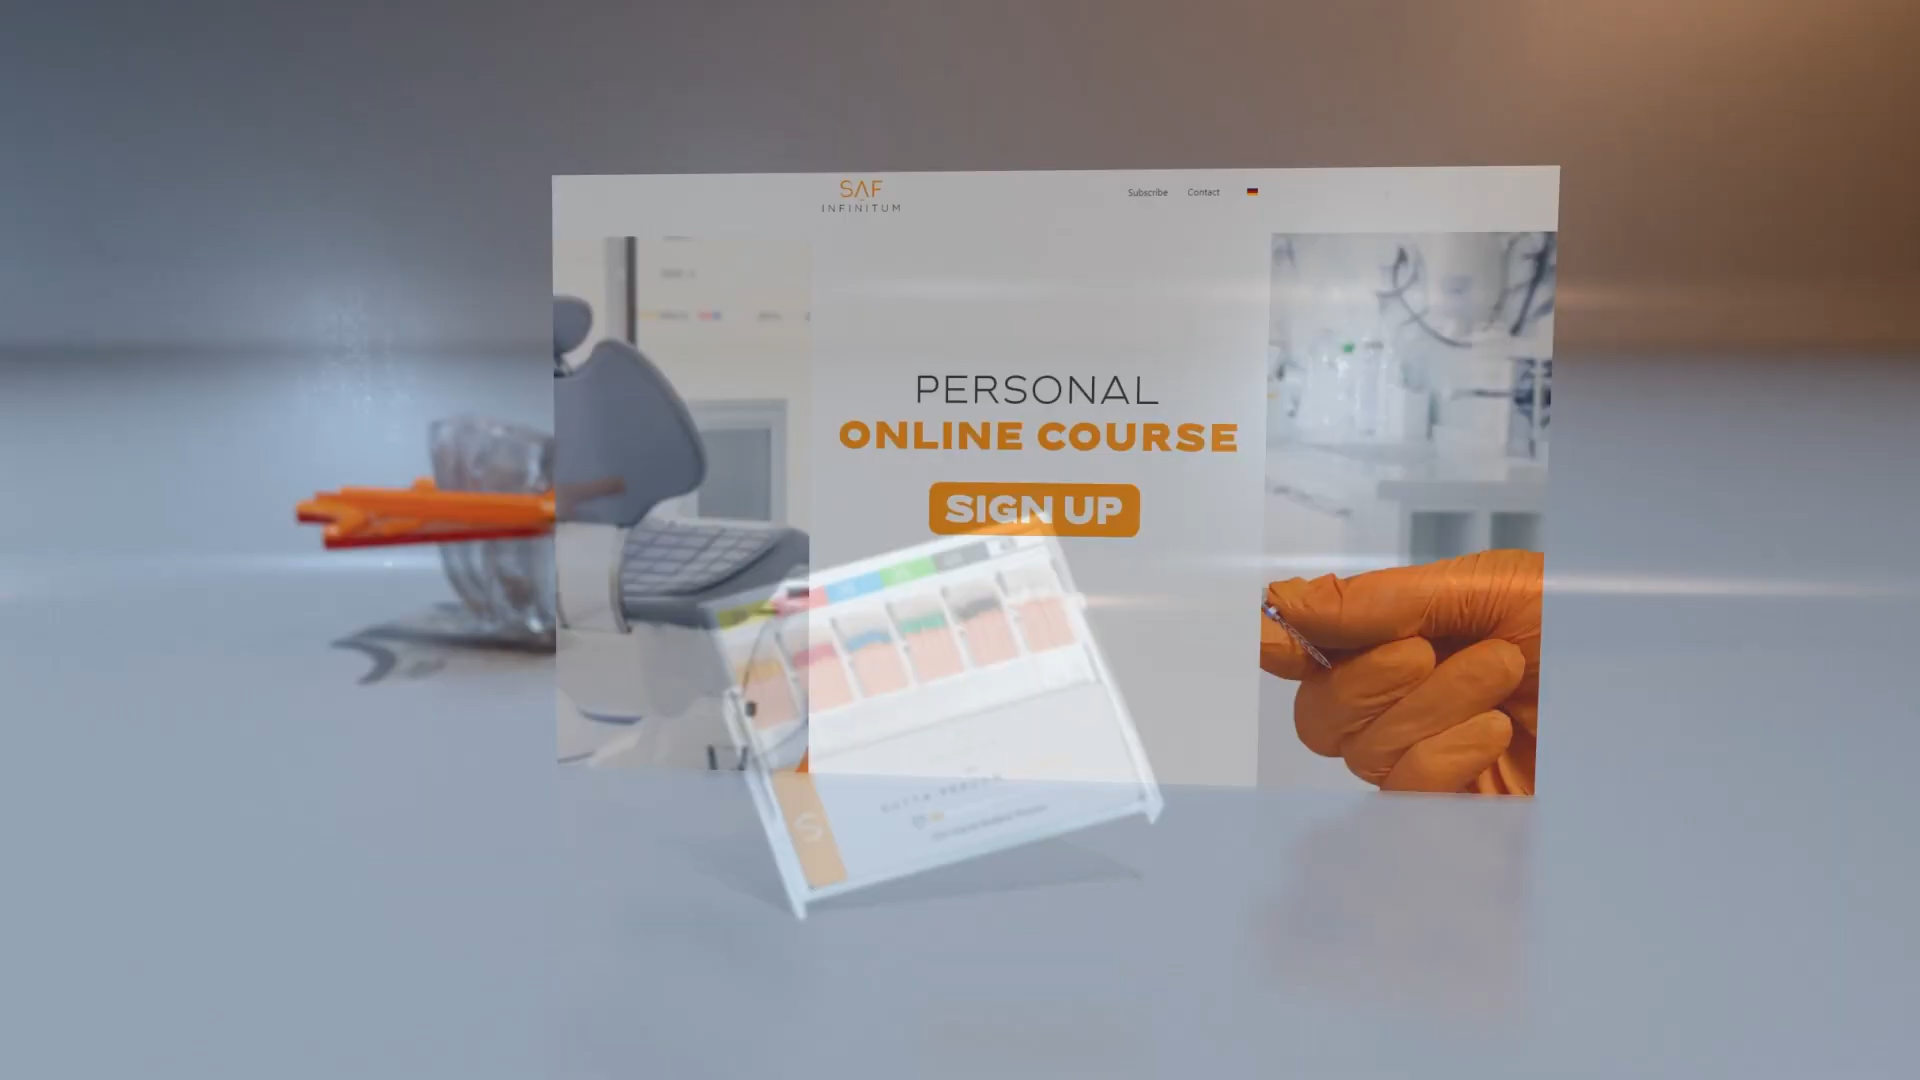 SAF
INFINITUM
Subscribe Contact
PERSONAL
ONLINE COURSE
SIGN UP
S